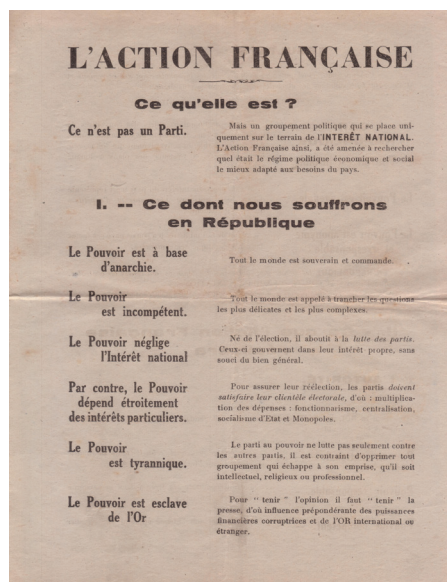 L'ACTION FRANÇAISE
Ce qu'elle est ?
Ce n'est pas un Parti.
Mais un groupement politique qui se place uni-
quement sur le terrain de l'INTERÊT NATIONAL.
L'Action Française ainsi, a été amenée à rechercher
quel était le régime politique économique et social
le mieux adapté aux besoins du pays.
I. -- Ce dont nous souffrons
en République
Le Pouvoir est à base
d'anarchie.
Tout le monde est souverain et commande.
Le Pouvoir
est incompétent.
Tout le monde est appelé à trancher les questions
les plus délicates et les plus complexes.
Le Pouvoir néglige
l'Intérêt national
Né de l'élection, il aboutit à la lutte des partis.
Ceux-ci gouvernent dans leur intérêt propre, sans
souci du bien général.
Par contre, le Pouvoir
dépend étroitement
des intérêts particuliers.
Pour assurer leur réélection, les partis doivent
satisfaire leur clientèle électorale, d'où : multiplica-
tion des dépenses : fonctionnarisme, centralisation,
socialisme d'Etat et Monopoles.
Le Pouvoir
est tyrannique.
Le parti au pouvoir ne lutte pas seulement contre
les autres partis, il est contraint d'opprimer tout
groupement qui échappe à son emprise, qu'il soit
intellectuel, religieux ou professionnel.
Le Pouvoir est esclave
de l'Or
Pour " tenir " l'opinion il faut " tenir " la
presse, d'où influence prépondérante des puissances
financières corruptrices et de l'OR international ou
étranger.